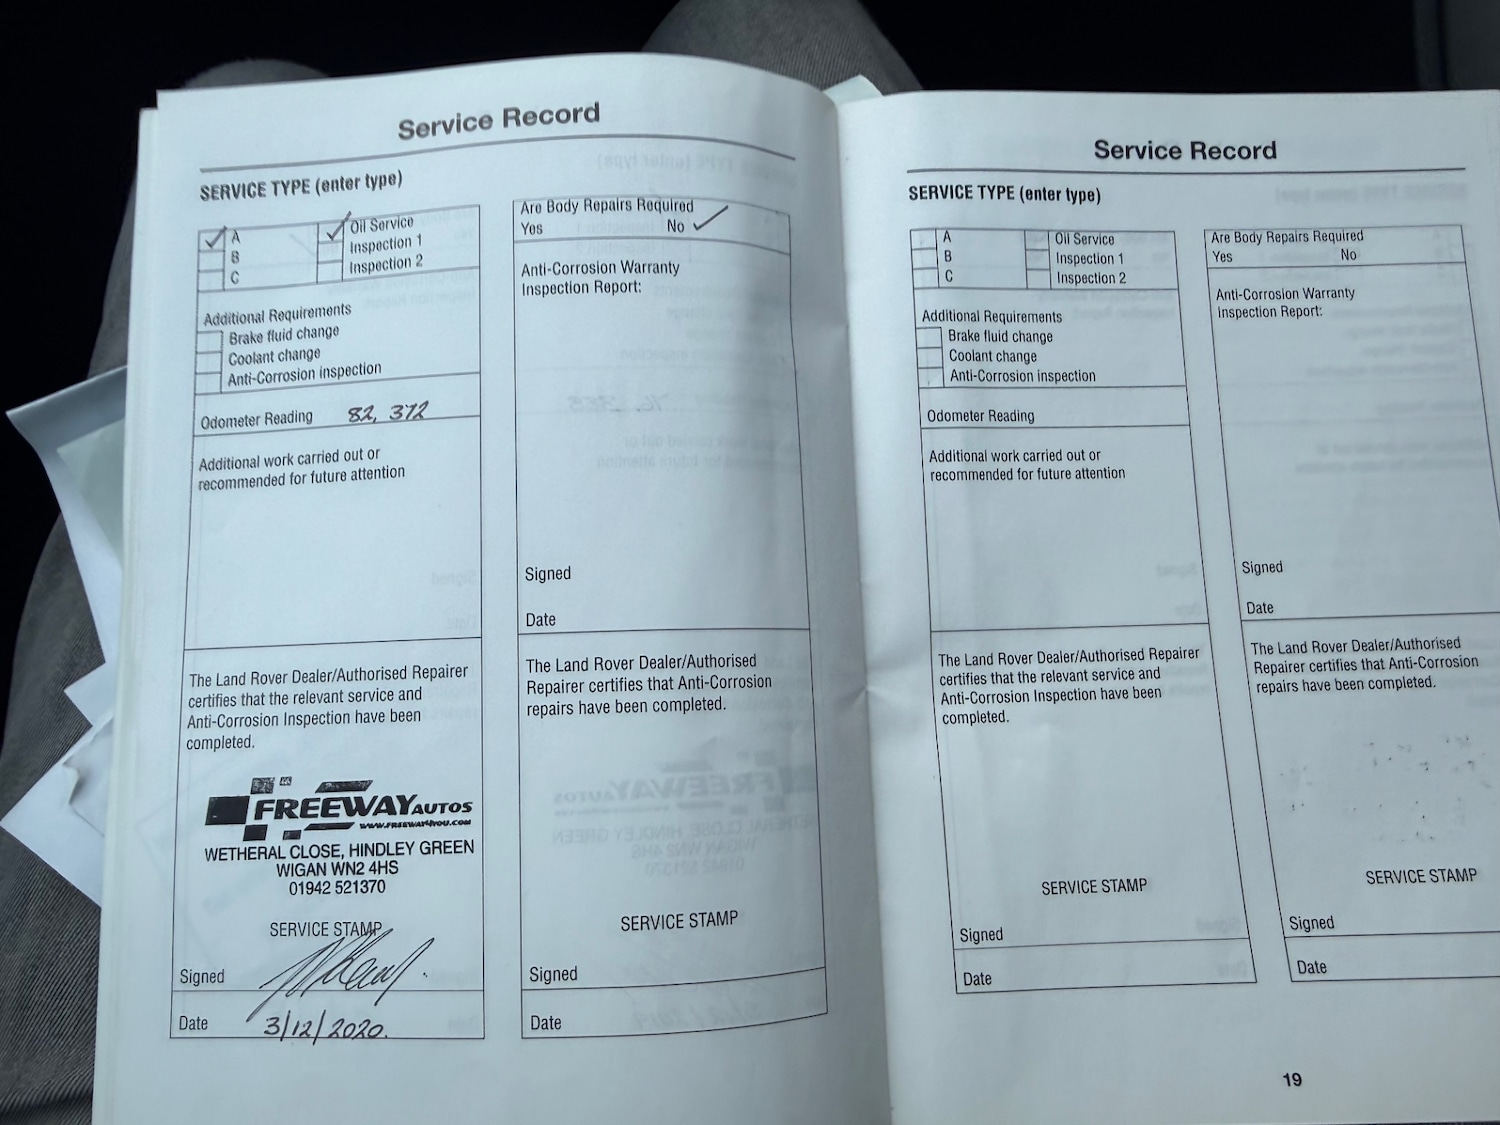 Service Record
SERVICE TYPE (enter type)
A
B
C
Oil Service
Inspection 1
Inspection 2
Additional Requirements
Brake fluid change
Coolant change
Anti-Corrosion inspection
Odometer Reading 82, 372
Additional work carried out or
recommended for future attention
The Land Rover Dealer/Authorised Repairer
certifies that the relevant service and
Anti-Corrosion Inspection have been
completed.
FREEWAY AUTOS
WWW.FREEWAY4YOU.COM
WETHERAL CLOSE, HINDLEY GREEN
WIGAN WN2 4HS
01942 521370
SERVICE STAMP
Signed
Date 3/12/2020.
Are Body Repairs Required
Yes No
Anti-Corrosion Warranty
Inspection Report:
Signed
Date
The Land Rover Dealer/Authorised
Repairer certifies that Anti-Corrosion
repairs have been completed.
SERVICE STAMP
Signed
Date
Service Record
SERVICE TYPE (enter type)
A
B
C
Oil Service
Inspection 1
Inspection 2
Additional Requirements
Brake fluid change
Coolant change
Anti-Corrosion inspection
Odometer Reading
Additional work carried out or
recommended for future attention
The Land Rover Dealer/Authorised Repairer
certifies that the relevant service and
Anti-Corrosion Inspection have been
completed.
SERVICE STAMP
Signed
Date
Are Body Repairs Required
Yes No
Anti-Corrosion Warranty
Inspection Report:
Signed
Date
The Land Rover Dealer/Authorised
Repairer certifies that Anti-Corrosion
repairs have been completed.
SERVICE STAMP
Signed
Date
19